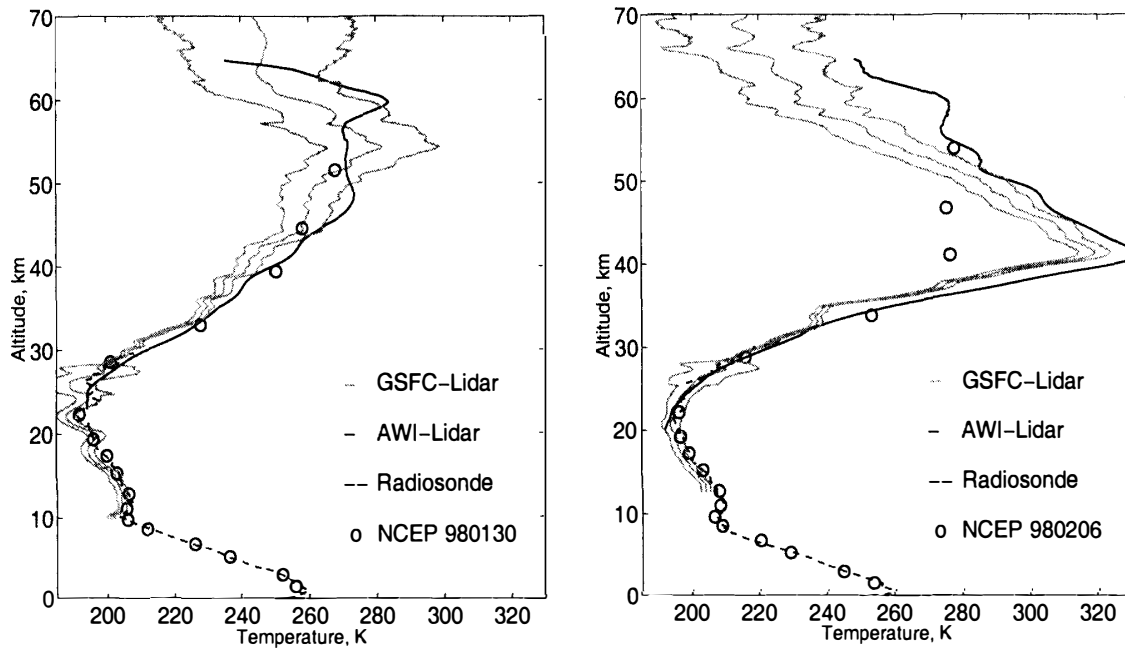 70
60
50
40
30
20
10
0
Altitude, km
200 220 240 260 280 300 320
Temperature, K
GSFC-Lidar
AWI-Lidar
Radiosonde
NCEP 980130
70
60
50
40
30
20
10
0
Altitude, km
200 220 240 260 280 300 320
Temperature, K
GSFC-Lidar
AWI-Lidar
Radiosonde
NCEP 980206